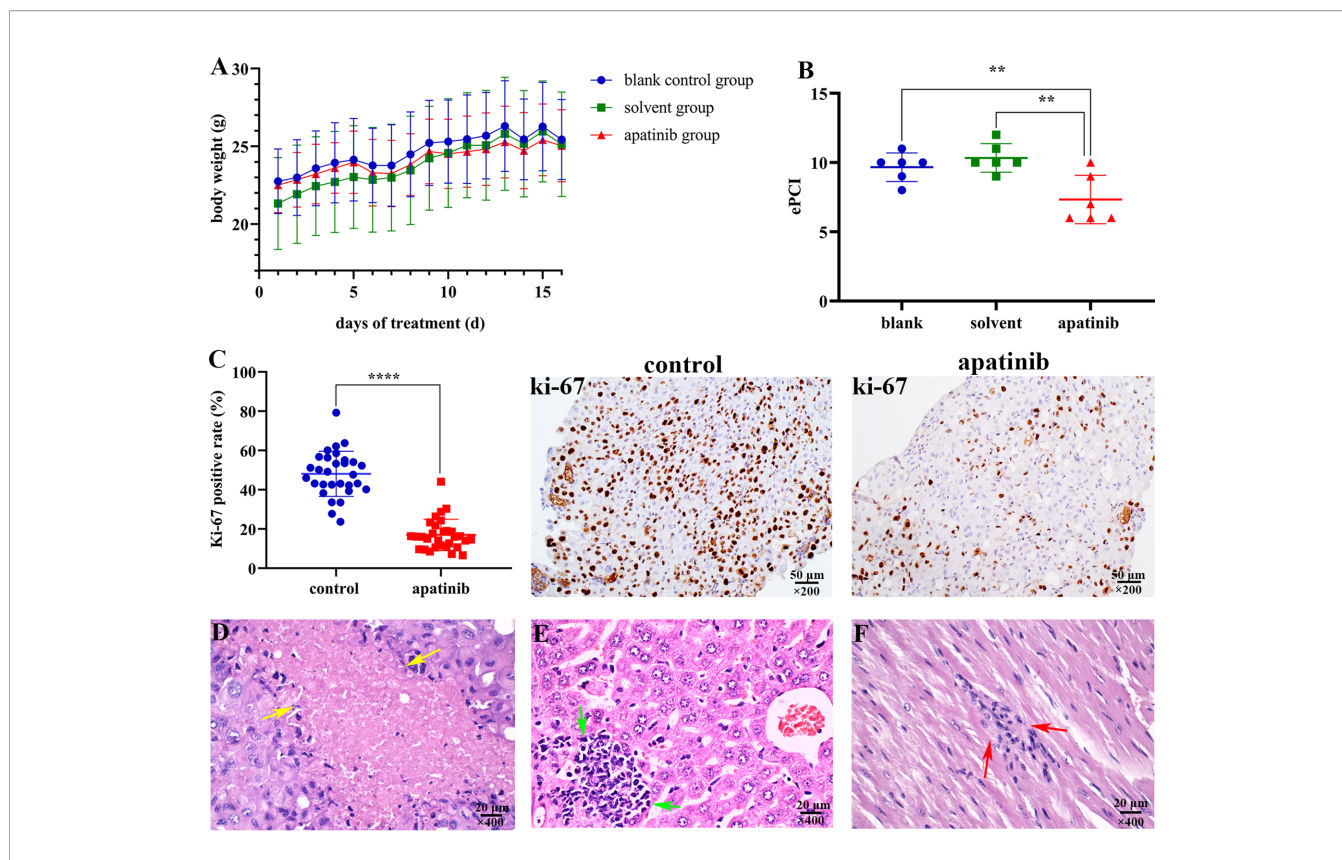 A
30
25
20
body weight (g)
0
5
10
15
days of treatment (d)
blank control group
solvent group
apatinib group
B
**
**
15
10
5
0
ePCI
blank
solvent
apatinib
C
****
100
80
60
40
20
0
Ki-67 positive rate (%)
control
apatinib
control
ki-67
50 µm
×200
apatinib
ki-67
50 µm
×200
D
20 µm
×400
E
20 µm
×400
F
20 µm
×400